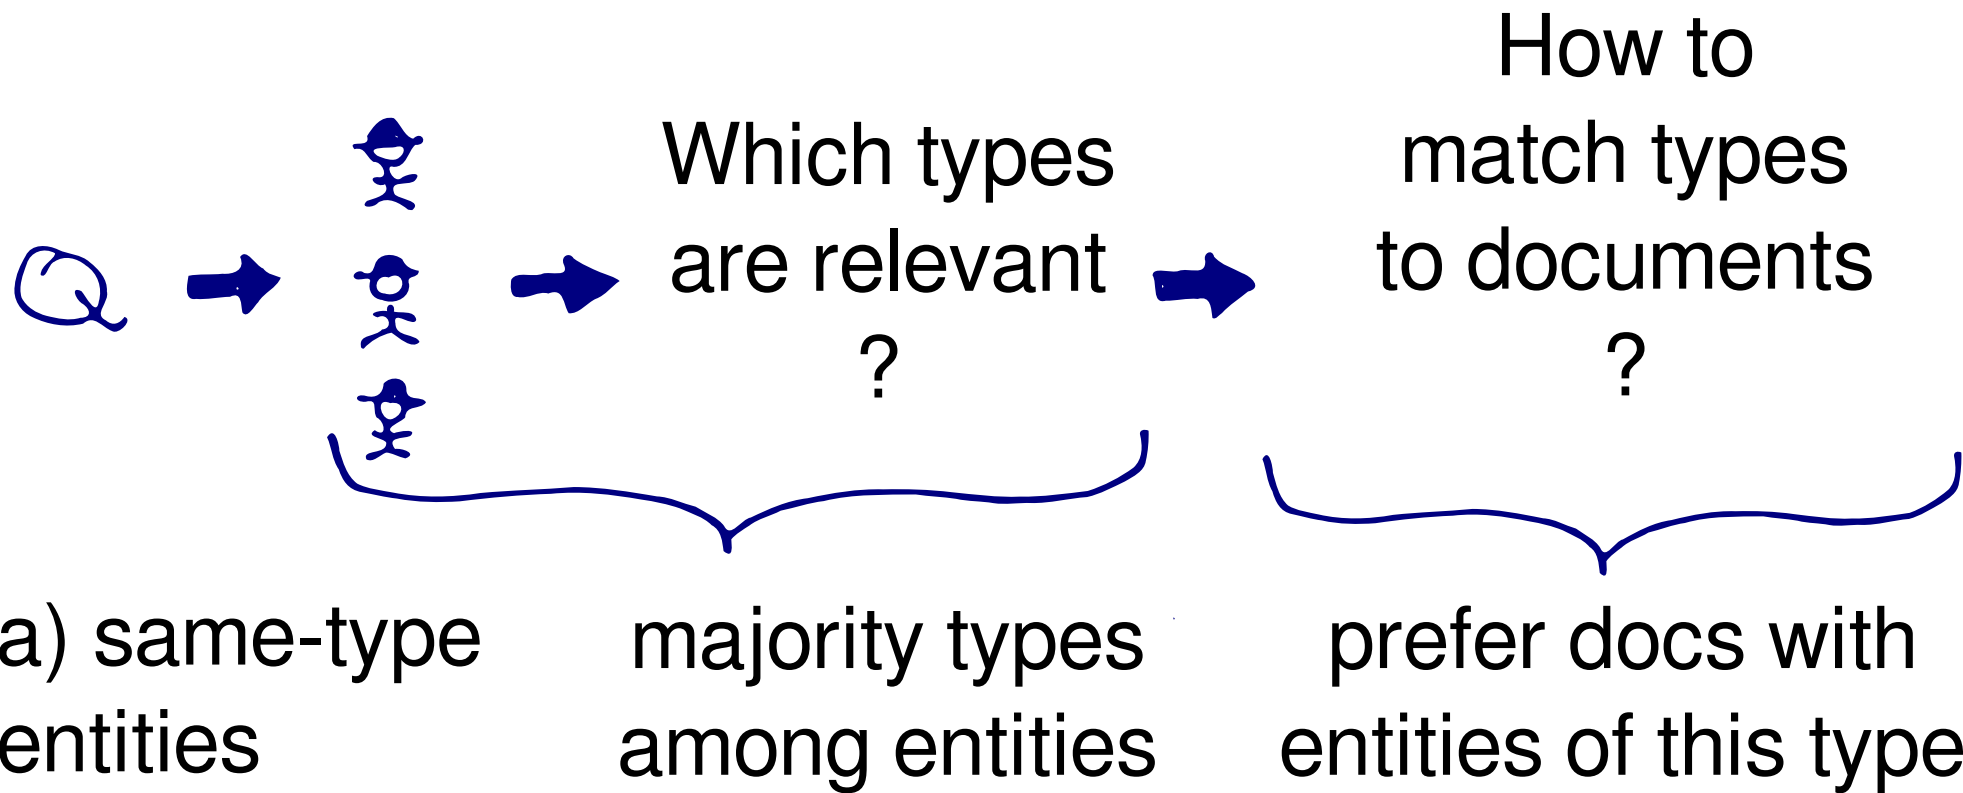 Q
Which types
are relevant
?
How to
match types
to documents
?
a) same-type
entities
majority types
among entities
prefer docs with
entities of this type